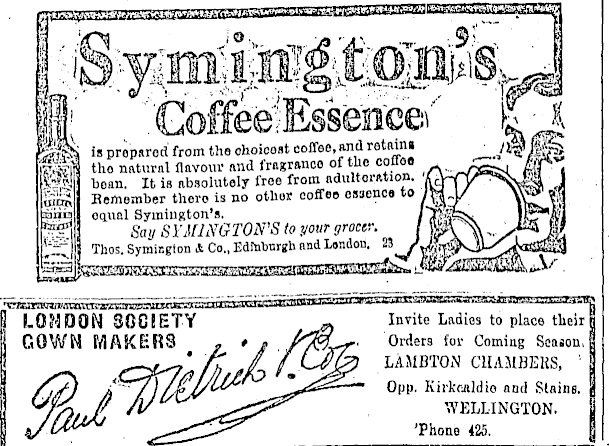 Symington's
Coffee Essence
is prepared from the choicest coffee, and retains
the natural flavour and fragrance of the coffee
bean. It is absolutely free from adulteration.
Remember there is no other coffee essence to
equal Symington's.
Say SYMINGTON'S to your grocer.
Thos. Symington & Co., Edinburgh and London. 23
LONDON SOCIETY
GOWN MAKERS
Paul Dietrich & Co
Invite Ladies to place their
Orders for Coming Season.
LAMBTON CHAMBERS,
Opp. Kirkcaldie and Stains.
WELLINGTON.
'Phone 425.